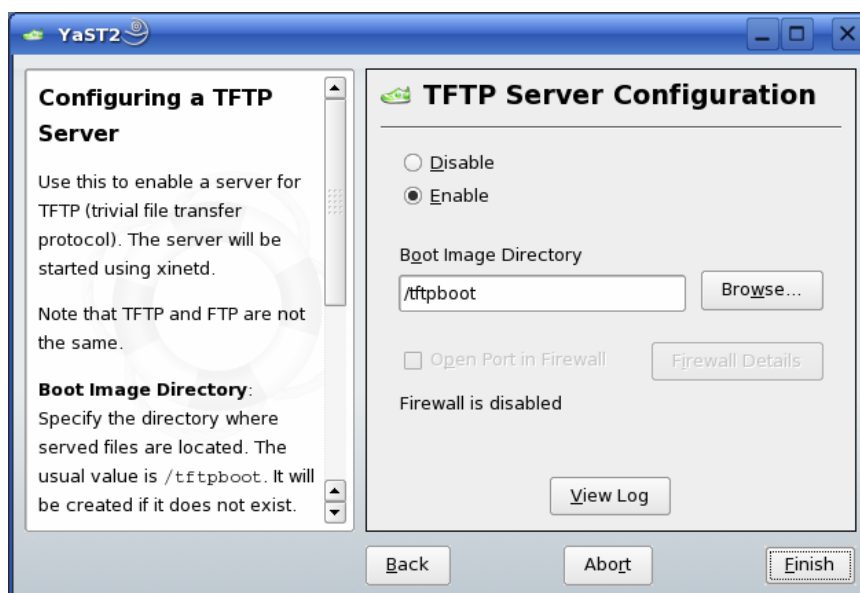 YaST2
Configuring a TFTP
Server
Use this to enable a server for
TFTP (trivial file transfer
protocol). The server will be
started using xinetd.
Note that TFTP and FTP are not
the same.
Boot Image Directory:
Specify the directory where
served files are located. The
usual value is /tftpboot. It will
be created if it does not exist.
TFTP Server Configuration
Disable
Enable
Boot Image Directory
/tftpboot
Browse...
Open Port in Firewall
Firewall Details
Firewall is disabled
View Log
Back
Abort
Finish